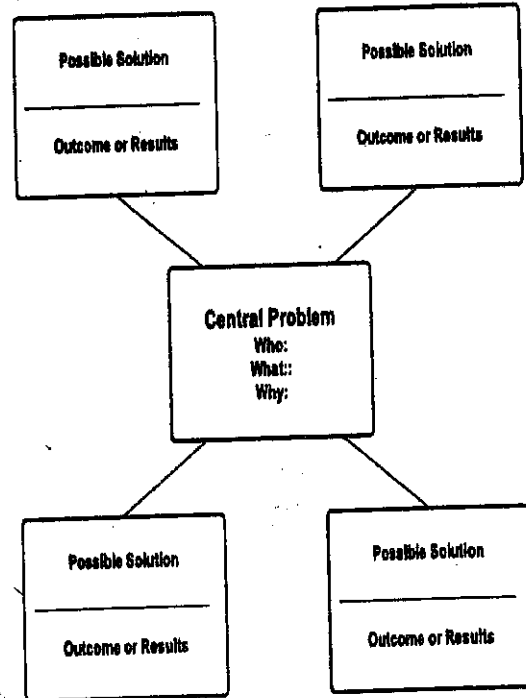 Possible Solution
Outcome or Results
Possible Solution
Outcome or Results
Central Problem
Who:
What::
Why:
Possible Solution
Outcome or Results
Possible Solution
Outcome or Results